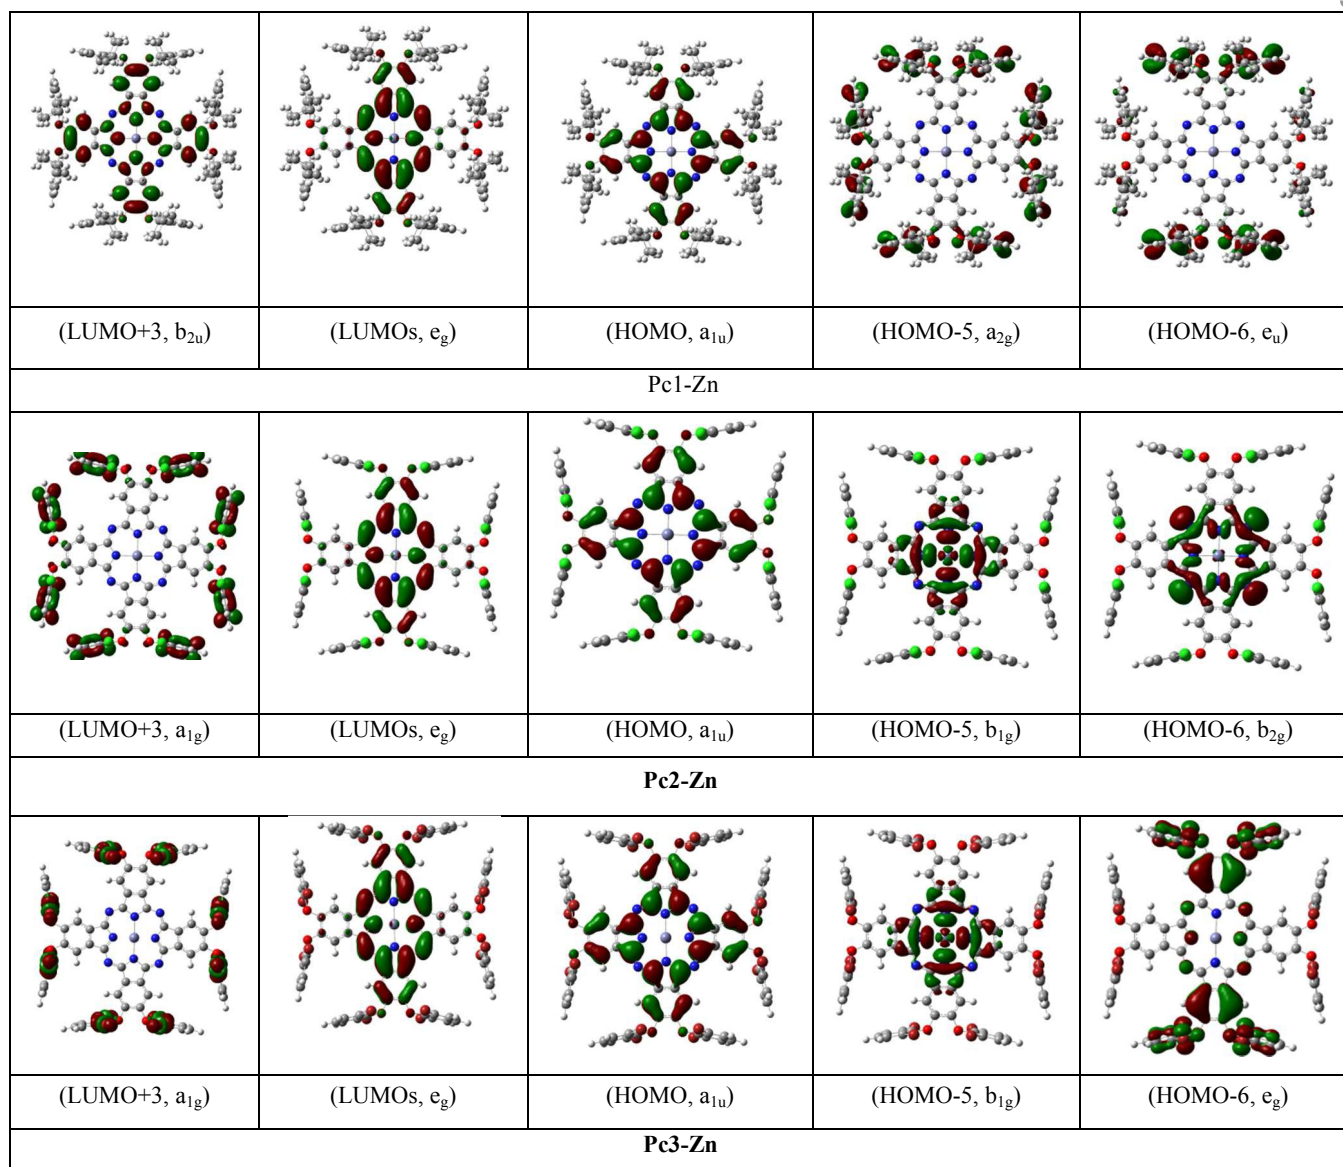 (LUMO+3, b2u) (LUMOs, eg) (HOMO, a1u) (HOMO-5, a2g) (HOMO-6, eu)
Pc1-Zn
(LUMO+3, a1g) (LUMOs, eg) (HOMO, a1u) (HOMO-5, b1g) (HOMO-6, b2g)
Pc2-Zn
(LUMO+3, a1g) (LUMOs, eg) (HOMO, a1u) (HOMO-5, b1g) (HOMO-6, eg)
Pc3-Zn